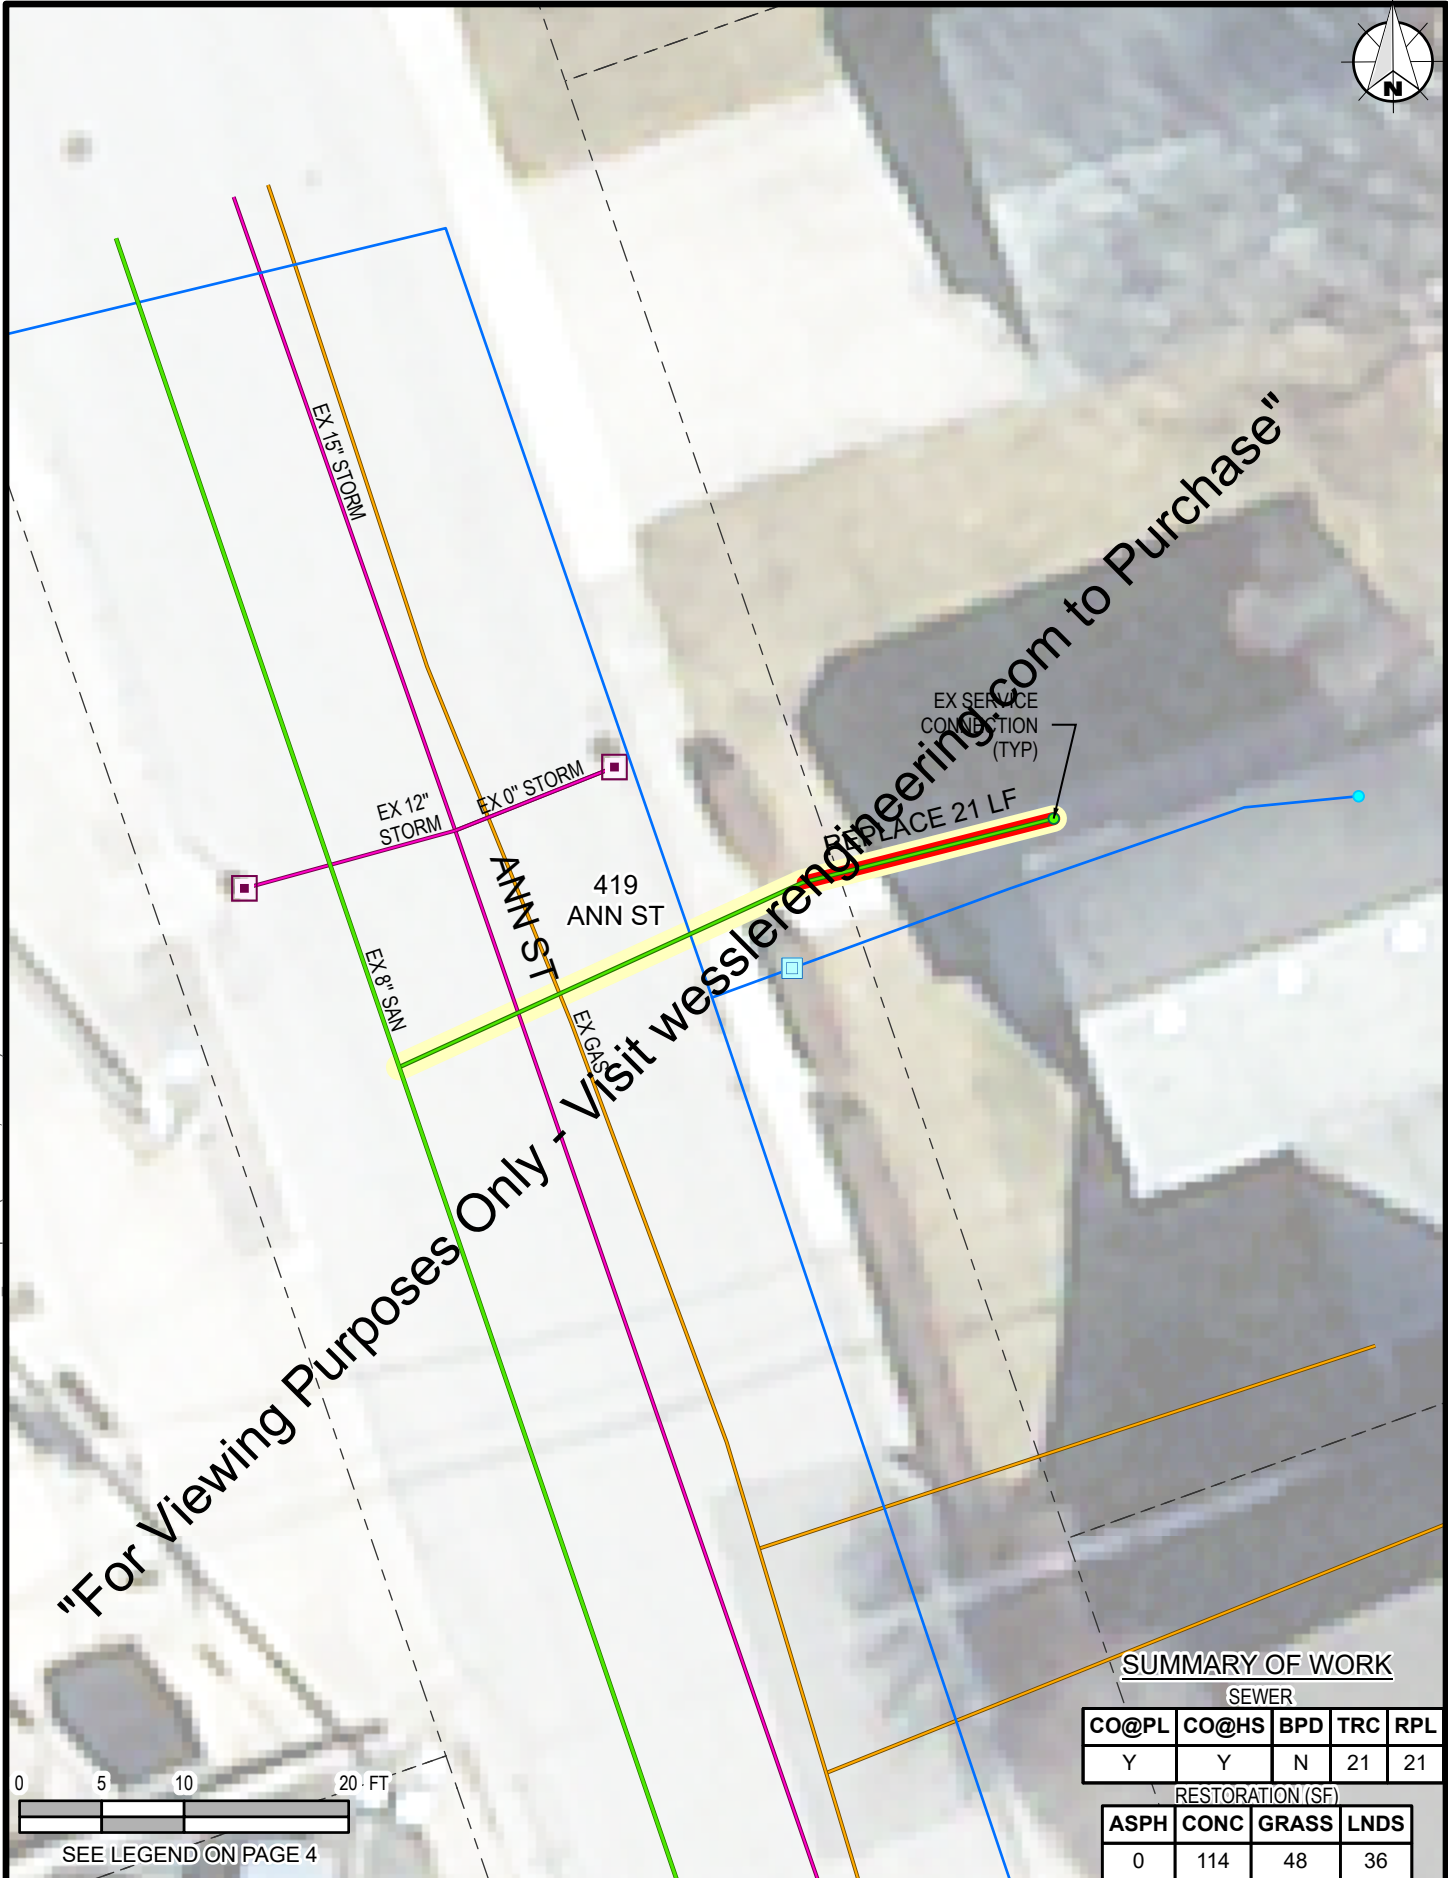 N
EX 15" STORM
EX SERVICE
CONNECTION
(TYP)
EX 12"
STORM
EX 0" STORM
REPLACE 21 LF
ANN ST
419
ANN ST
EX 8" SAN
EX GAS
"For Viewing Purposes Only - Visit wesslerengineering.com to Purchase"
SUMMARY OF WORK
SEWER
CO@PL CO@HS BPD TRC RPL
Y Y N 21 21
RESTORATION (SF)
ASPH CONC GRASS LNDS
0 114 48 36
0 5 10 20 FT
SEE LEGEND ON PAGE 4